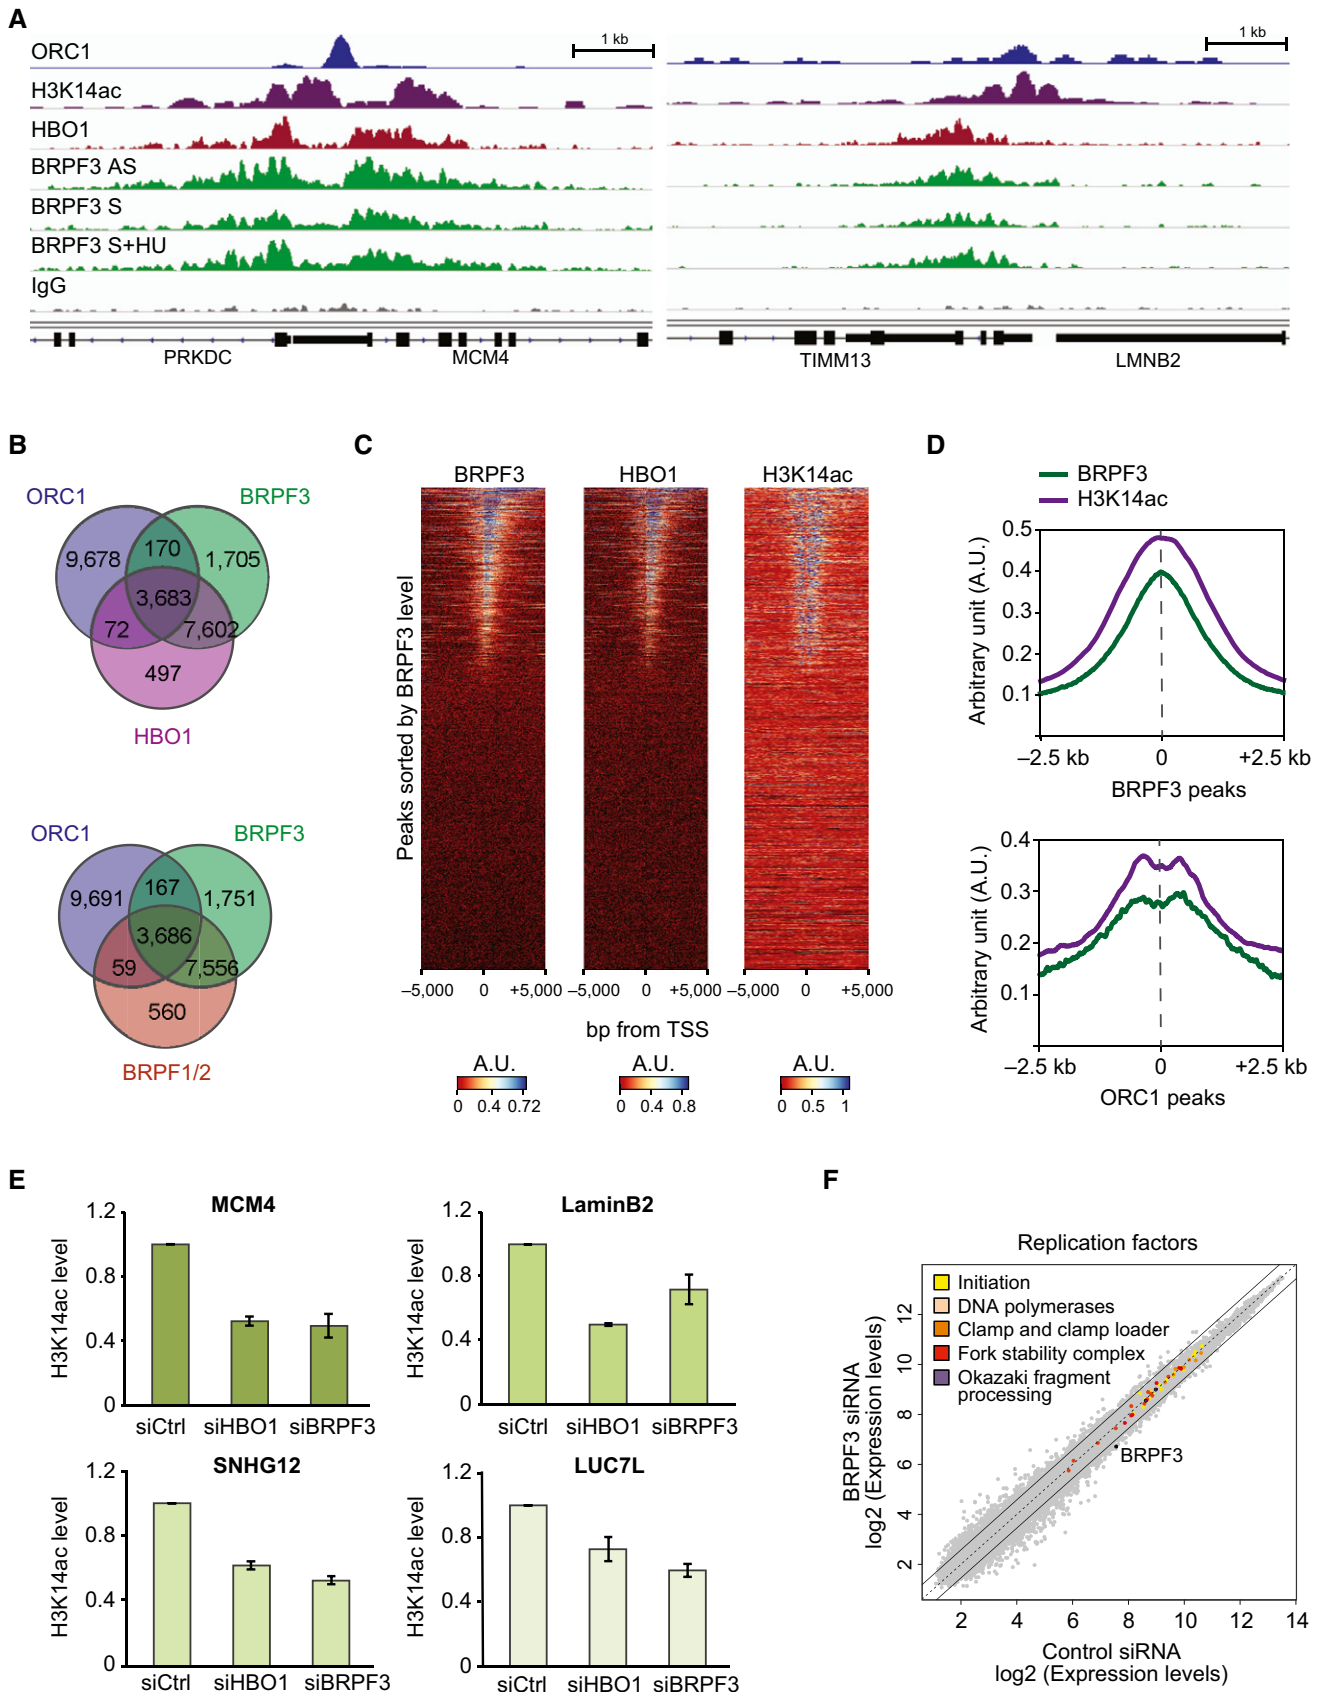 A
ORC1
H3K14ac
HBO1
BRPF3 AS
BRPF3 S
BRPF3 S+HU
IgG
1 kb
PRKDC MCM4
1 kb
TIMM13 LMNB2
B
ORC1 BRPF3
9,678 170 1,705
3,683
72 7,602
497
HBO1
ORC1 BRPF3
9,691 167 1,751
3,686
59 7,556
560
BRPF1/2
C
BRPF3 HBO1 H3K14ac
Peaks sorted by BRPF3 level
–5,000 0 +5,000 –5,000 0 +5,000 –5,000 0 +5,000
bp from TSS
A.U. A.U. A.U.
0 0.4 0.72 0 0.4 0.8 0 0.5 1
D
BRPF3
H3K14ac
Arbitrary unit (A.U.)
0.5
0.4
0.3
0.2
0.1
–2.5 kb 0 +2.5 kb
BRPF3 peaks
Arbitrary unit (A.U.)
0.4
0.3
0.2
0.1
–2.5 kb 0 +2.5 kb
ORC1 peaks
E
MCM4
H3K14ac level
1.2
0.8
0.4
0
siCtrl siHBO1 siBRPF3
LaminB2
H3K14ac level
1.2
0.8
0.4
0
siCtrl siHBO1 siBRPF3
SNHG12
H3K14ac level
1.2
0.8
0.4
0
siCtrl siHBO1 siBRPF3
LUC7L
H3K14ac level
1.2
0.8
0.4
0
siCtrl siHBO1 siBRPF3
F
Replication factors
Initiation
DNA polymerases
Clamp and clamp loader
Fork stability complex
Okazaki fragment
processing
BRPF3
BRPF3 siRNA
log2 (Expression levels)
12
10
8
6
4
2
2 4 6 8 10 12 14
Control siRNA
log2 (Expression levels)